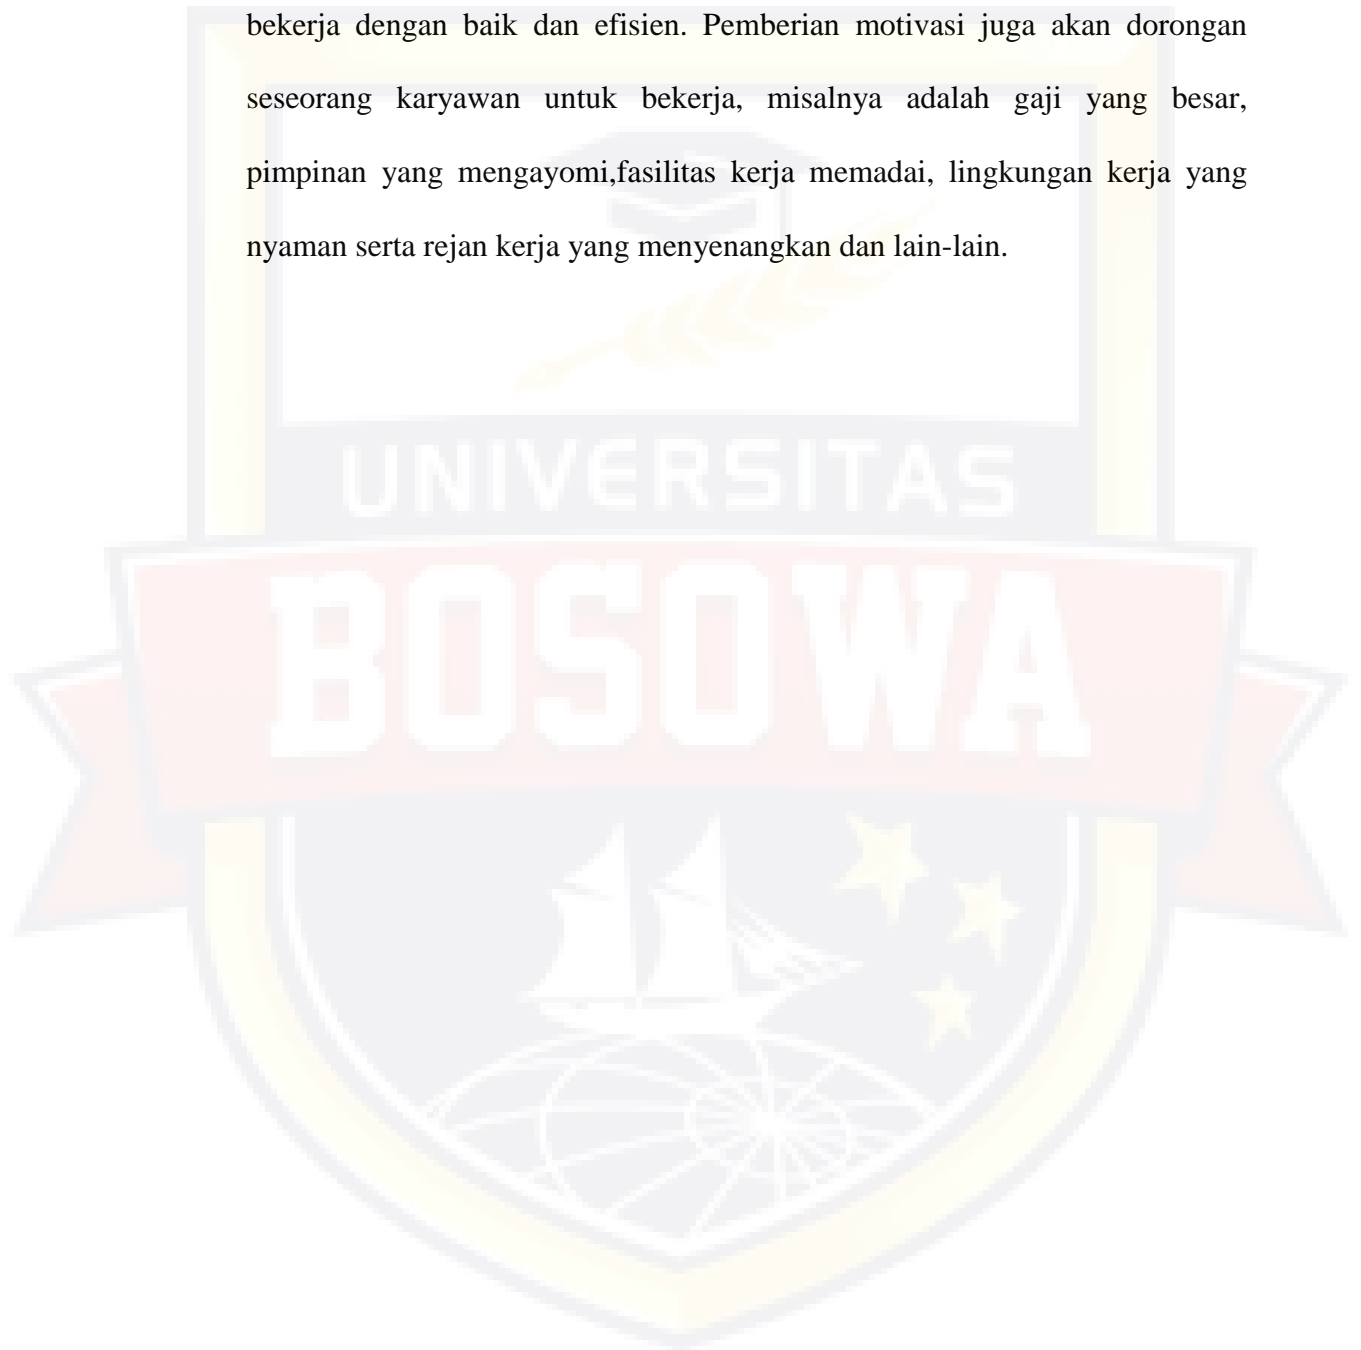 bekerja dengan baik dan efisien. Pemberian motivasi juga akan dorongan
seseorang karyawan untuk bekerja, misalnya adalah gaji yang besar,
pimpinan yang mengayomi,fasilitas kerja memadai, lingkungan kerja yang
nyaman serta rejan kerja yang menyenangkan dan lain-lain.
UNIVERSITAS
BOSOWA